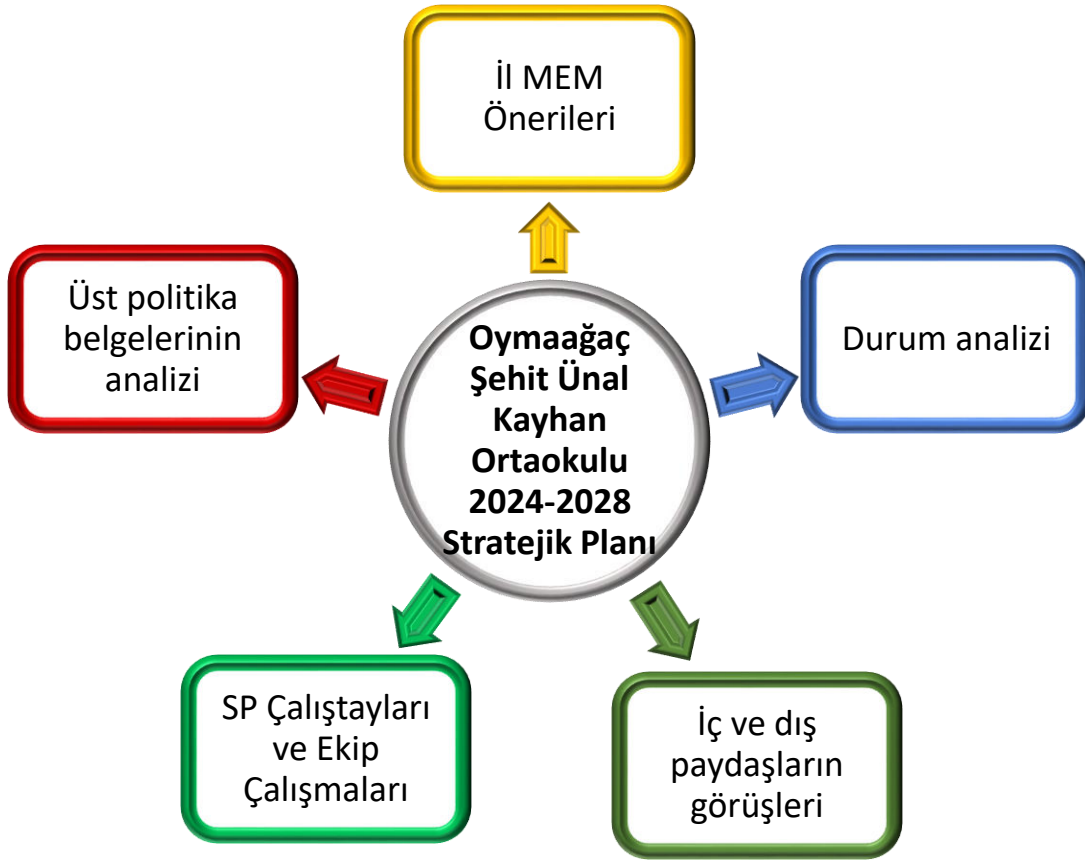 İl MEM
Önerileri
Üst politika
belgelerinin
analizi
Durum analizi
Oymaağaç
Şehit Ünal
Kayhan
Ortaokulu
2024-2028
Stratejik Planı
SP Çalıştayları
ve Ekip
Çalışmaları
İç ve dış
paydaşların
görüşleri